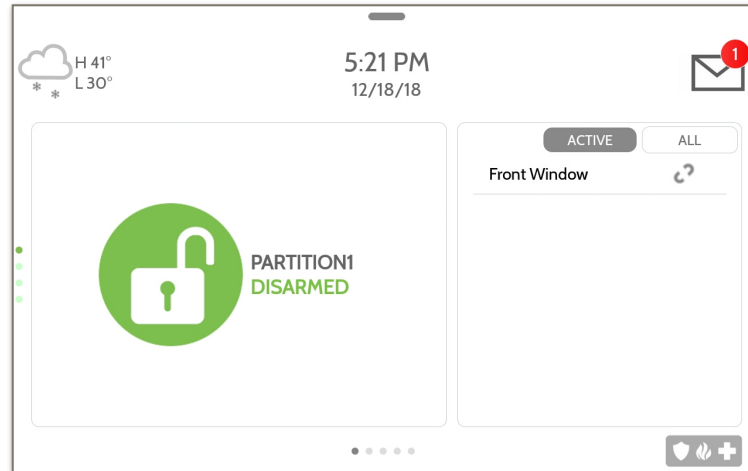 H 41°
L 30°
5:21 PM
12/18/18
1
PARTITION1
DISARMED
ACTIVE
ALL
Front Window